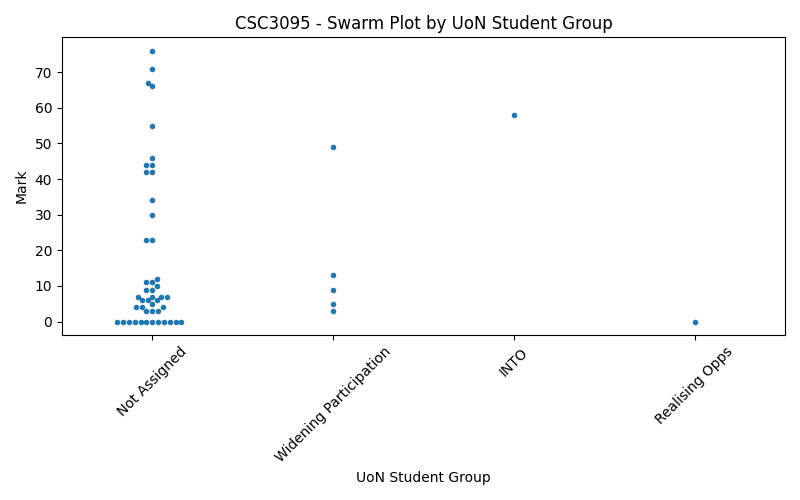 CSC3095 - Swarm Plot by UoN Student Group
Mark
70
60
50
40
30
20
10
0
Not Assigned
Widening Participation
INTO
Realising Opps
UoN Student Group